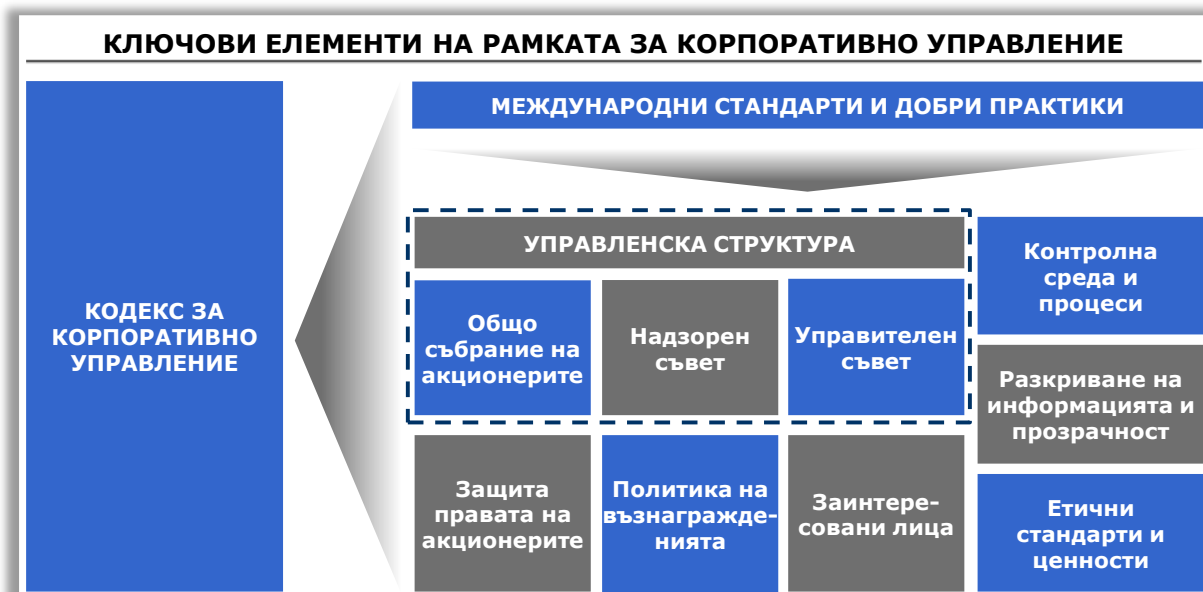 КЛЮЧОВИ ЕЛЕМЕНТИ НА РАМКАТА ЗА КОРПОРАТИВНО УПРАВЛЕНИЕ
КОДЕКС ЗА
КОРПОРАТИВНО
УПРАВЛЕНИЕ
МЕЖДУНАРОДНИ СТАНДАРТИ И ДОБРИ ПРАКТИКИ
УПРАВЛЕНСКА СТРУКТУРА
Общо
събрание на
акционерите
Надзорен
съвет
Управителен
съвет
Контролна
среда и
процеси
Разкриване на
информацията и
прозрачност
Защита
правата на
акционерите
Политика на
възнагражде-
нията
Заинтере-
совани лица
Етични
стандарти и
ценности